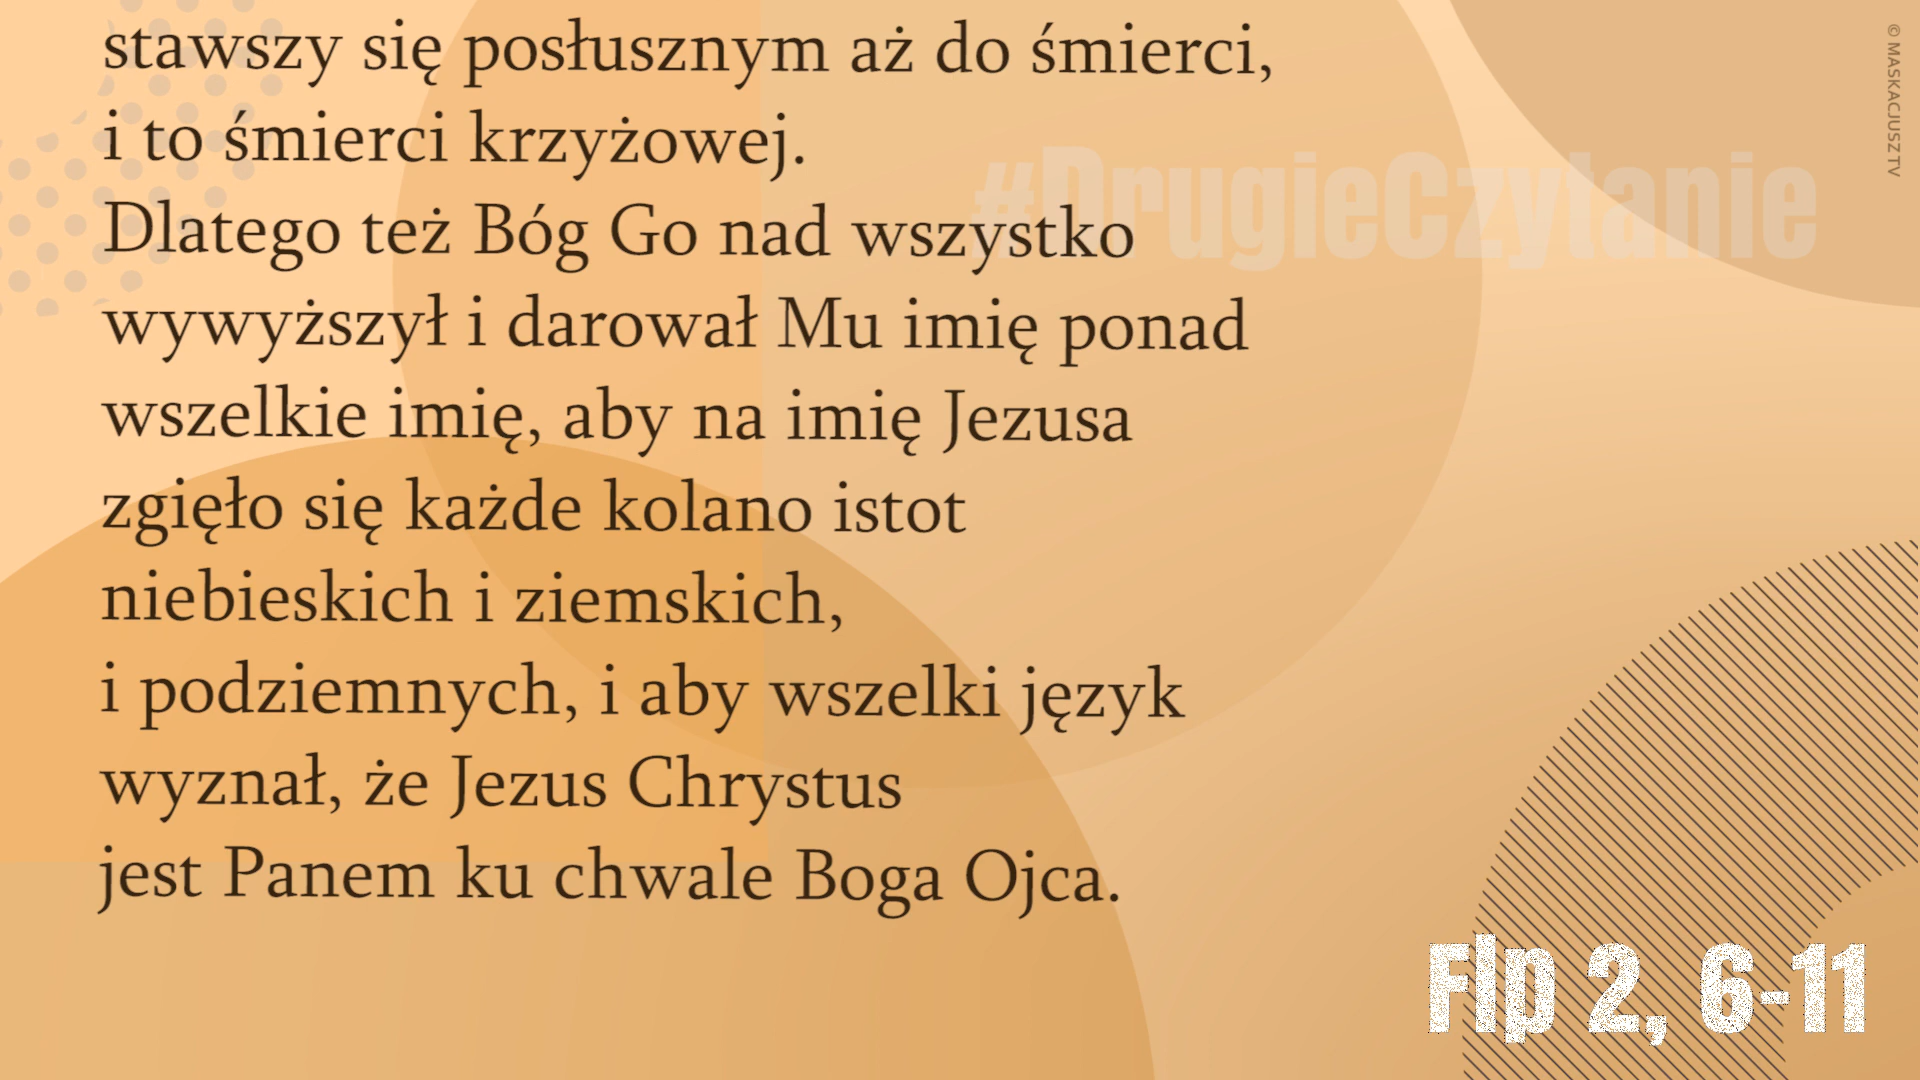 stawszy się posłusznym aż do śmierci,
i to śmierci krzyżowej.
Dlatego też Bóg Go nad wszystko
wywyższył i darował Mu imię ponad
wszelkie imię, aby na imię Jezusa
zgięło się każde kolano istot
niebieskich i ziemskich,
i podziemnych, i aby wszelki język
wyznał, że Jezus Chrystus
jest Panem ku chwale Boga Ojca.
#DrugieCzytanie
© MASKACJUSZ TV
Flp 2, 6-11